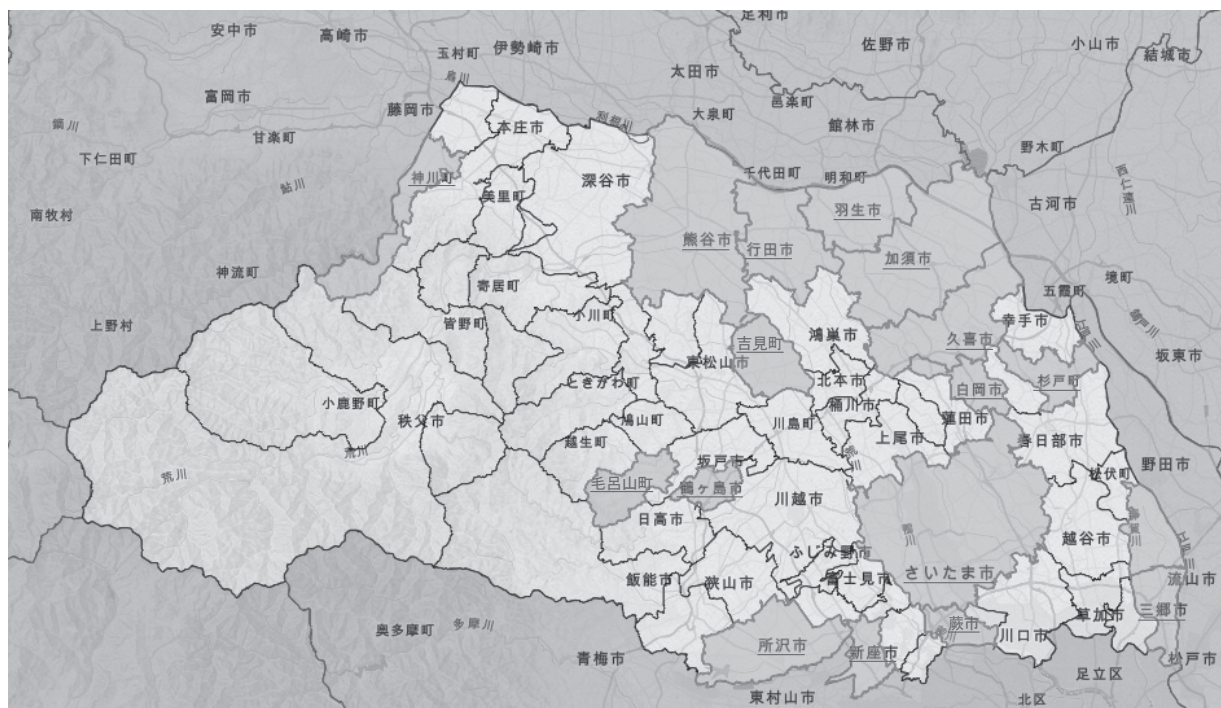 足利市
安中市
高崎市
玉村町
伊勢崎市
佐野市
小山市
結城市
太田市
烏川
富岡市
藤岡市
大泉町
邑楽町
館林市
利根川
鏑川
甘楽町
本庄市
野木町
下仁田町
神川町
深谷市
千代田町
明和町
西仁連川
鮎川
美里町
古河市
南牧村
羽生市
熊谷市
行田市
加須市
神流町
境町
寄居町
五霞町
上野村
皆野町
小川町
幸手市
鴻巣市
吉見町
久喜市
坂東市
東松山市
ときがわ町
北本市
白岡市
杉戸町
小鹿野町
秩父市
桶川市
鳩山町
川島町
上尾市
蓮田市
荒川
越生町
春日部市
坂戸市
荒川
松伏町
野田市
毛呂山町
鶴ヶ島市
川越市
日高市
越谷市
ふじみ野市
飯能市
狭山市
富士見市
さいたま市
流山市
草加市
三郷市
奥多摩町
多摩川
蕨市
川口市
所沢市
新座市
青梅市
松戸市
足立区
東村山市
北区